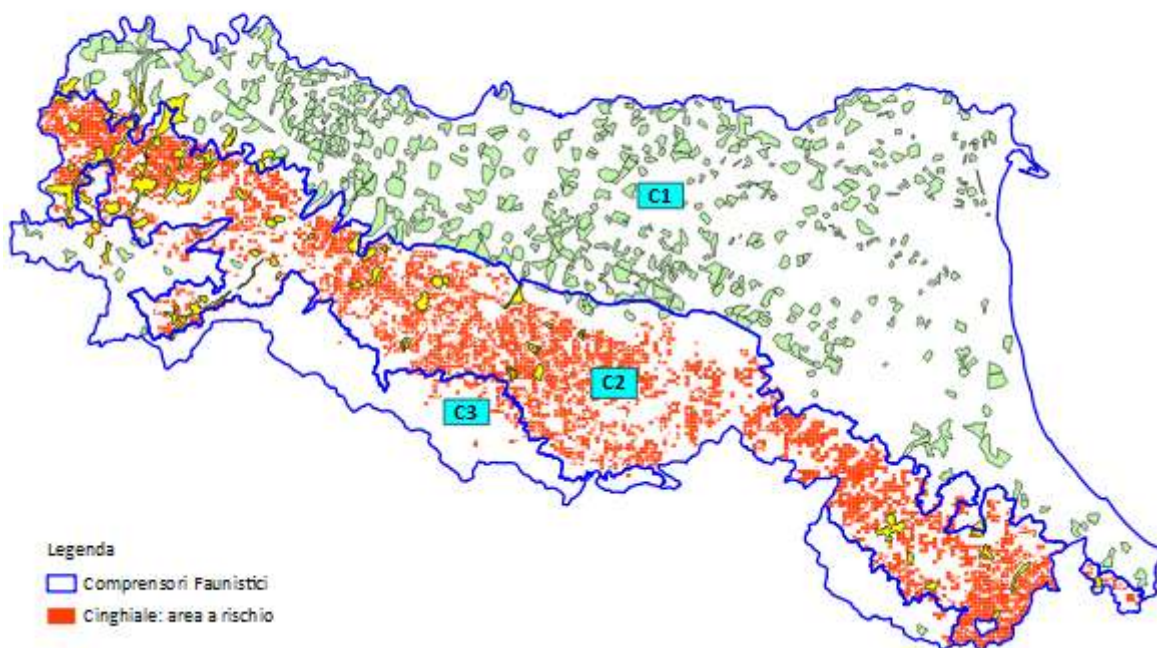 C1
C2
C3
Legenda
Comprensori Faunistici
Cinghiale: area a rischio